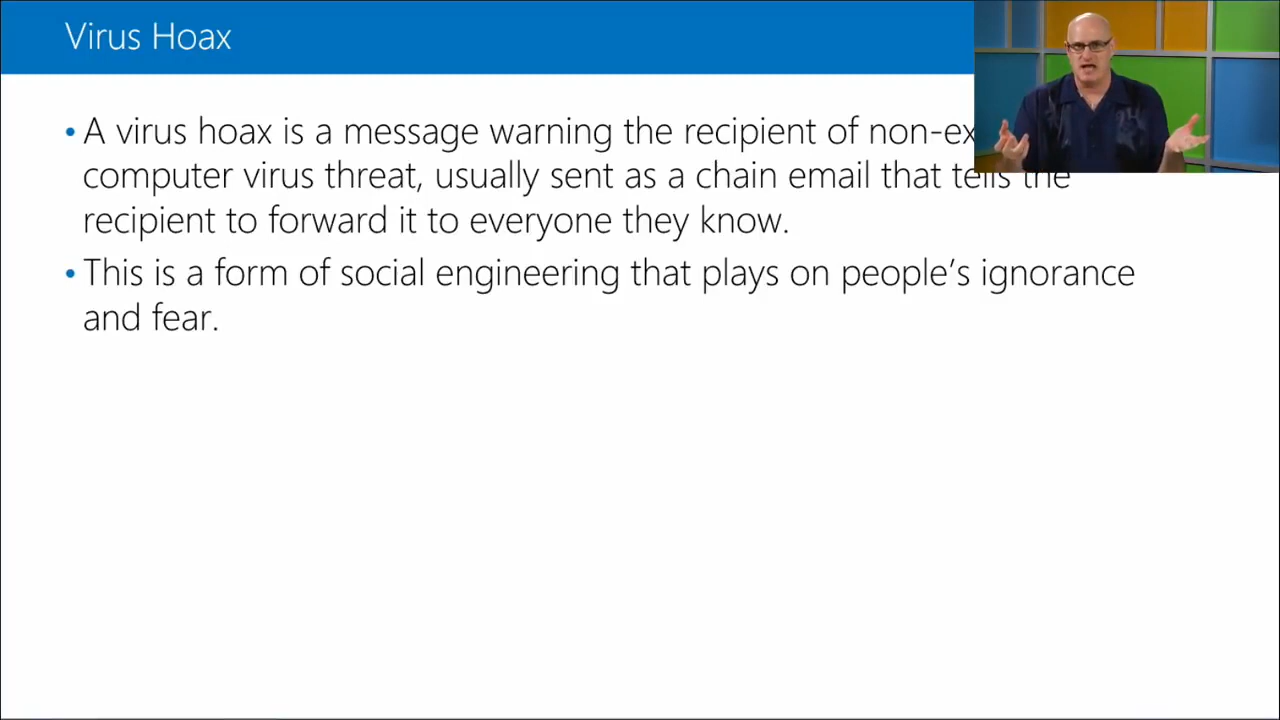 Virus Hoax
• A virus hoax is a message warning the recipient of
computer virus threat, usually sent as a chain email that tells the
recipient to forward it to everyone they know.
• This is a form of social engineering that plays on people’s ignorance
and fear.